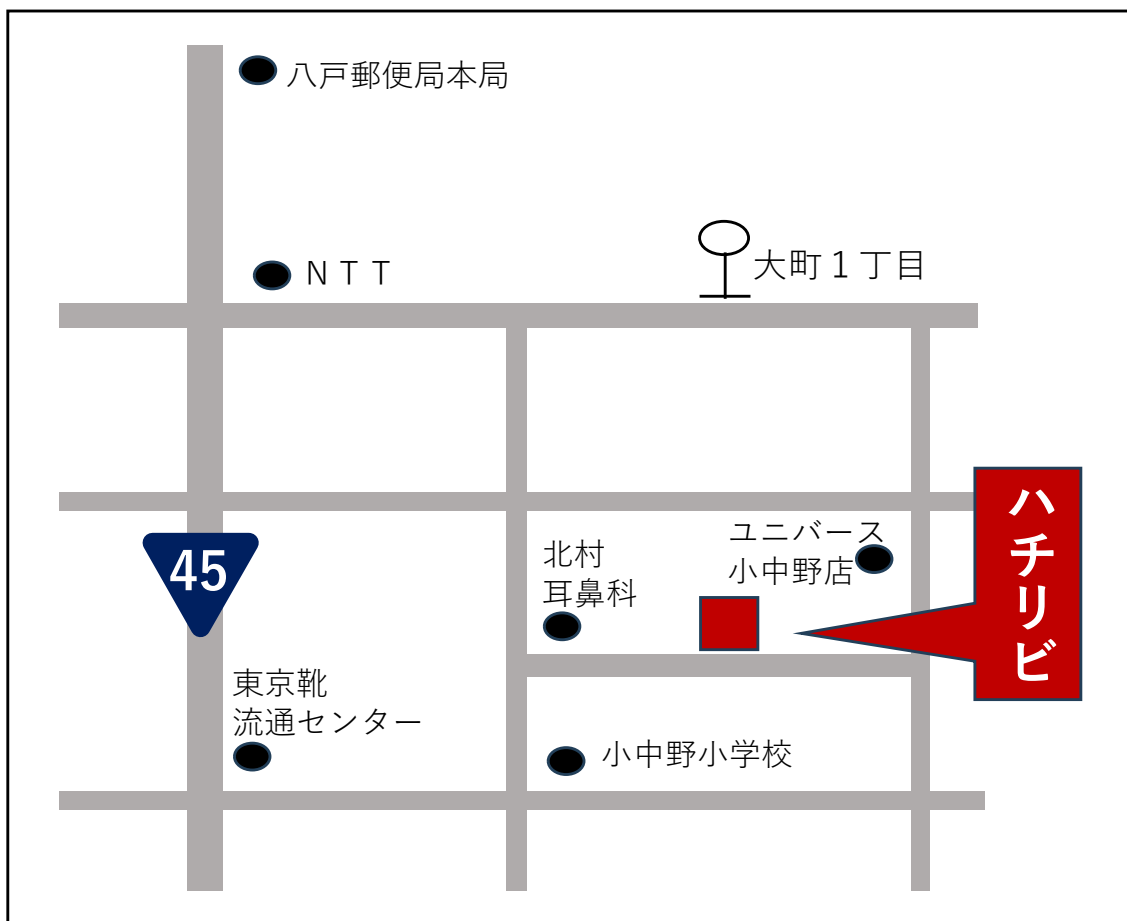 八戸郵便局本局
大町１丁目
ＮＴＴ
ハチリビ
ユニバース
小中野店
北村
耳鼻科
45
東京靴
流通センター
小中野小学校